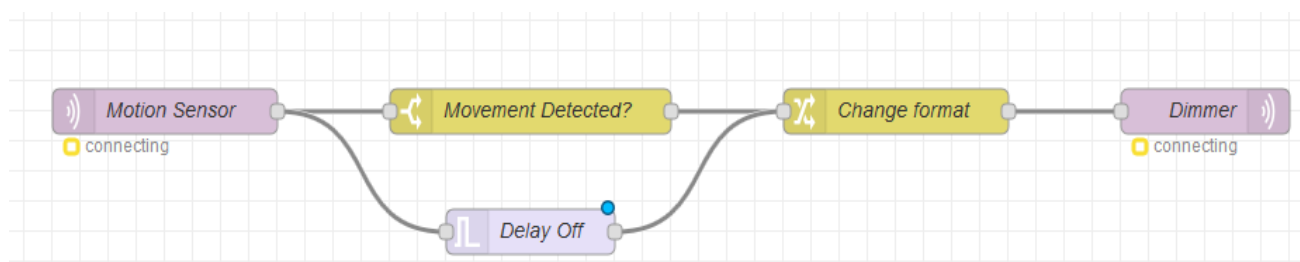 Motion Sensor
connecting
Movement Detected?
Delay Off
Change format
Dimmer
connecting